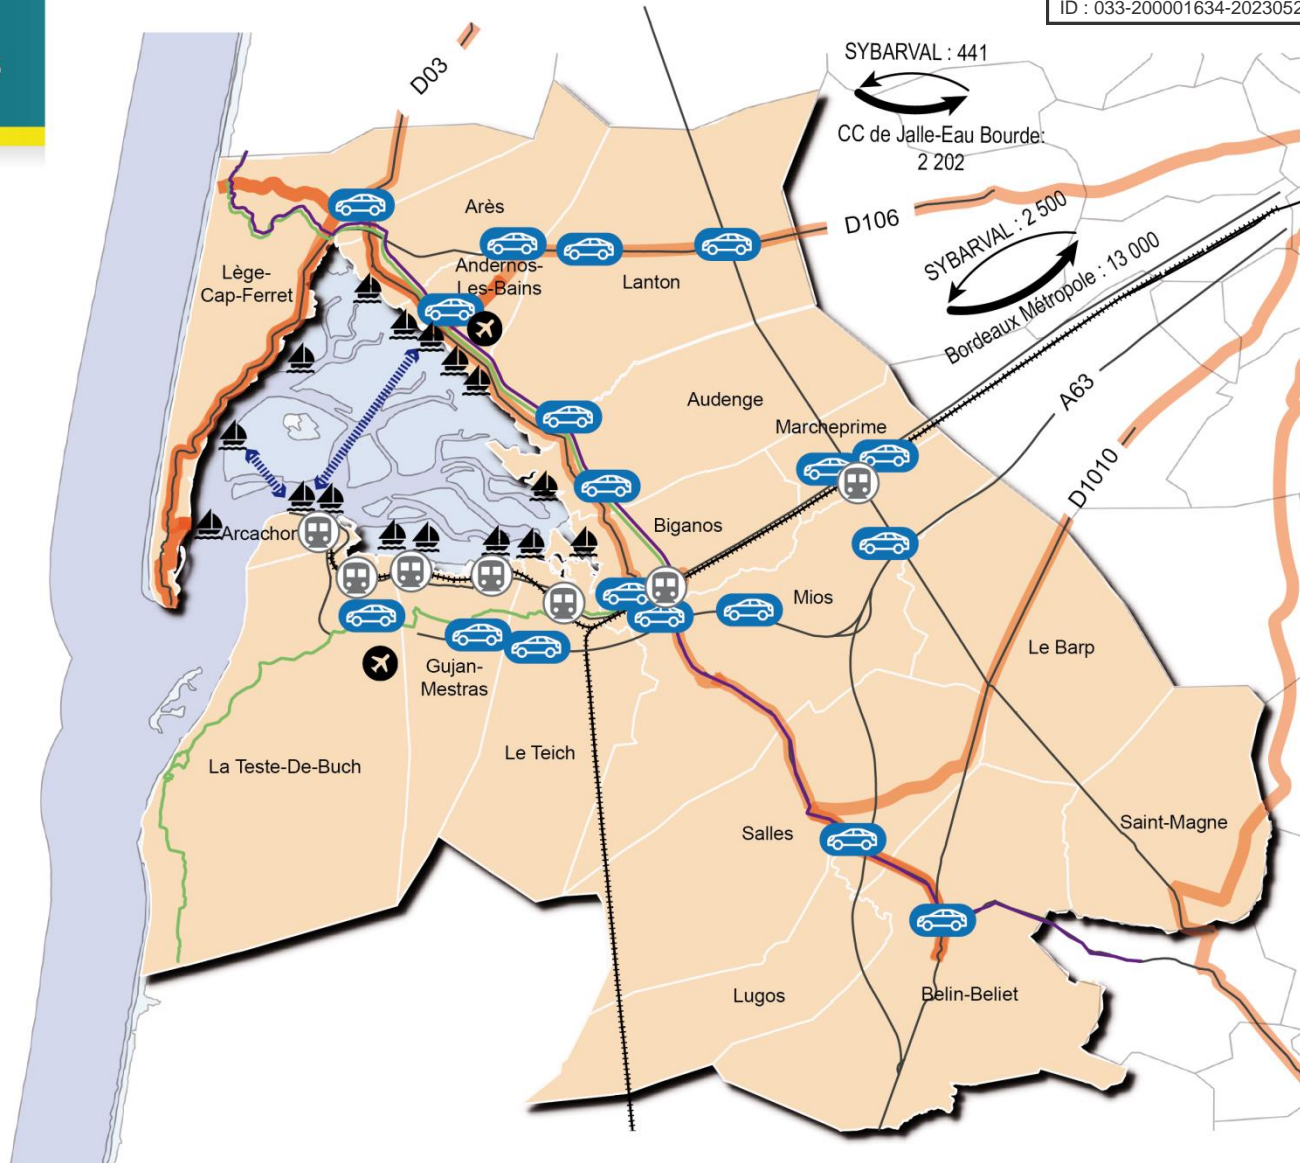 ID : 033-200001634-2023052
SYBARVAL : 441
D03
CC de Jalle-Eau Bourde:
2 202
D106
SYBARVAL : 2 500
Bordeaux Métropole : 13 000
Arès
Andernos-
Les-Bains
Lanton
Lège-
Cap-Ferret
Audenge
A63
Marcheprime
D1010
Biganos
Arcachon
Mios
Le Barp
Gujan-
Mestras
La Teste-De-Buch
Le Teich
Salles
Saint-Magne
Lugos
Belin-Beliet